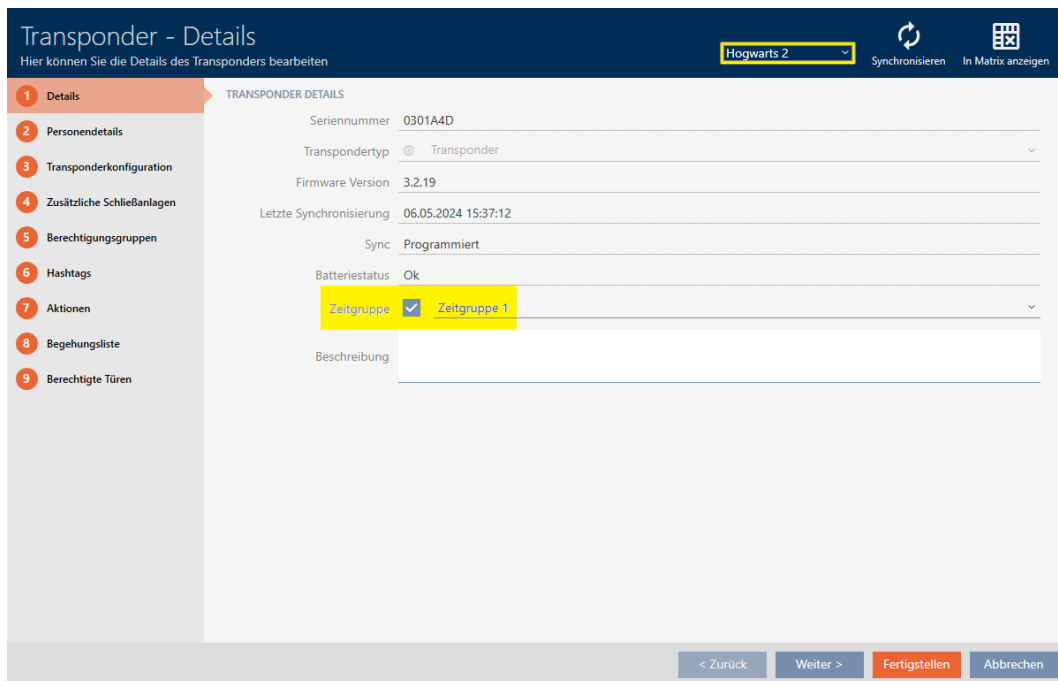 Transponder - Details
Hier können Sie die Details des Transponders bearbeiten
Hogwarts 2
Synchronisieren
In Matrix anzeigen
1 Details
2 Personendetails
3 Transponderkonfiguration
4 Zusätzliche Schließanlagen
5 Berechtigungsgruppen
6 Hashtags
7 Aktionen
8 Begehungsliste
9 Berechtigte Türen
TRANSPONDER DETAILS
Seriennummer 0301A4D
Transpondertyp Transponder
Firmware Version 3.2.19
Letzte Synchronisierung 06.05.2024 15:37:12
Sync Programmiert
Batteriestatus Ok
Zeitgruppe Zeitgruppe 1
Beschreibung
< Zurück
Weiter >
Fertigstellen
Abbrechen